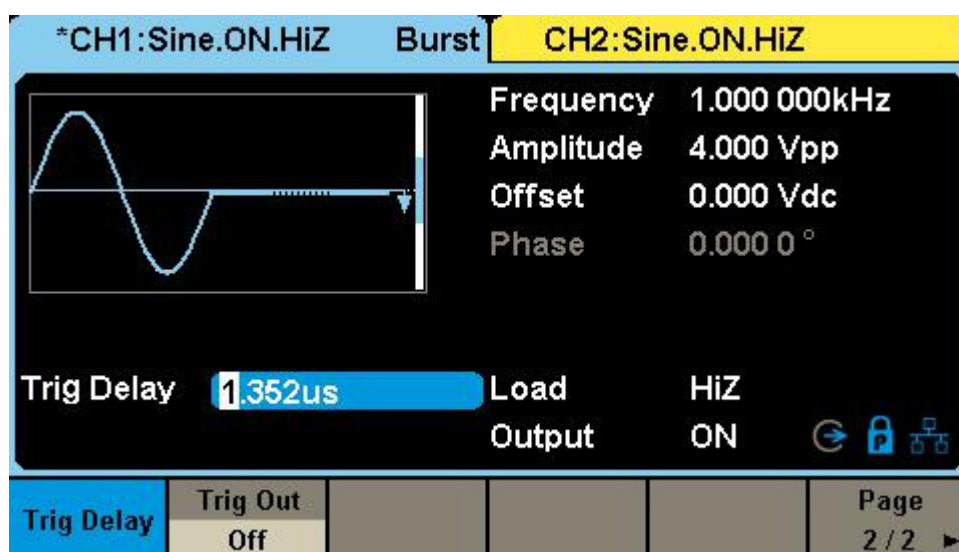 *CH1:Sine.ON.HiZ Burst CH2:Sine.ON.HiZ
Frequency 1.000 000kHz
Amplitude 4.000 Vpp
Offset 0.000 Vdc
Phase 0.000 0 °
Trig Delay 1.352us Load HiZ
Output ON P
Trig Delay Trig Out Page
Off 2 / 2 ►